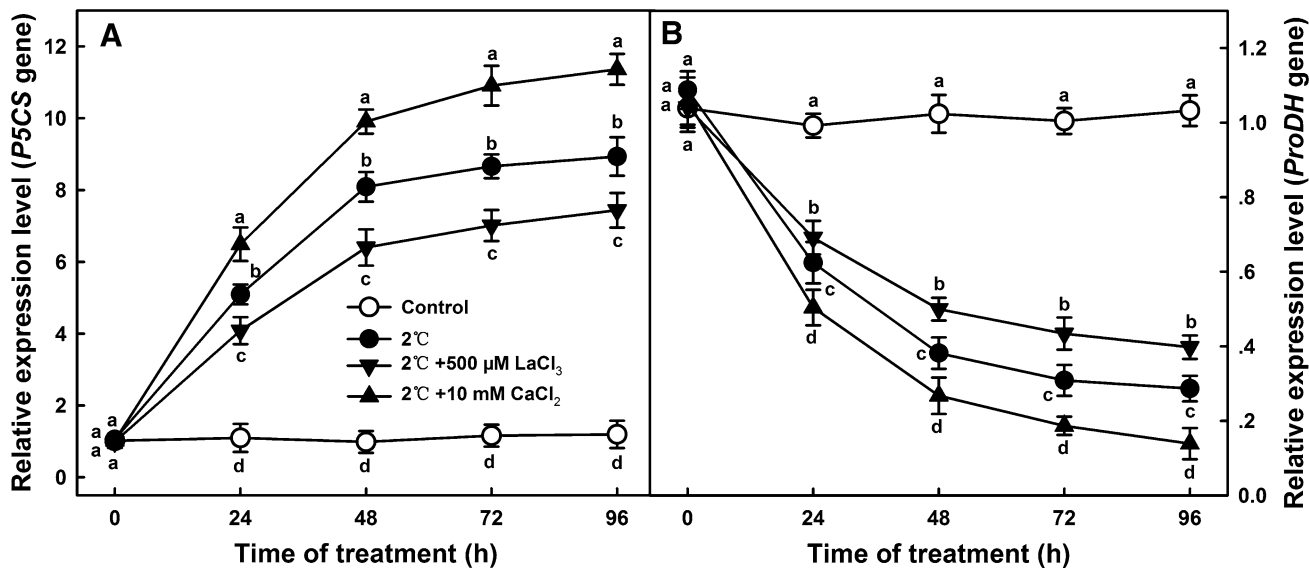 A
B
Relative expression level (P5CS gene)
12
10
8
6
4
2
0
a
a
a
a
a
b
c
d
a
b
c
d
a
b
c
d
a
b
c
d
Control
2℃
2℃ +500 μM LaCl₃
2℃ +10 mM CaCl₂
0
24
48
72
96
Time of treatment (h)
a
a
a
a
a
b
c
d
a
b
c
d
a
b
c
d
a
b
c
d
0
24
48
72
96
Time of treatment (h)
1.2
1.0
.8
.6
.4
.2
0.0
Relative expression level (ProDH gene)